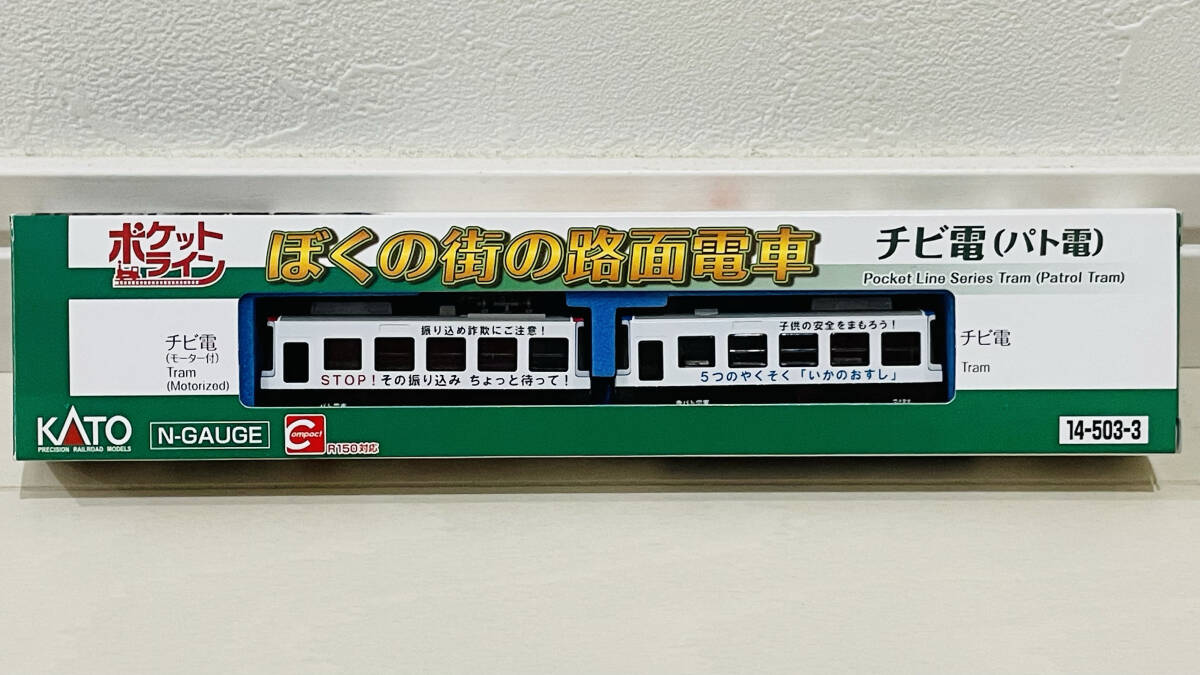 ポケット
ライン
ぼくの街の路面電車
チビ電(パト電)
Pocket Line Series Tram (Patrol Tram)
チビ電
(モーター付)
Tram
(Motorized)
振り込め詐欺にご注意!
STOP!その振り込み ちょっと待って!
子供の安全をまもろう!
5つのやくそく「いかのおすし」
チビ電
Tram
KATO
PRECISION RAILROAD MODELS
N-GAUGE
Compact
R150対応
14-503-3